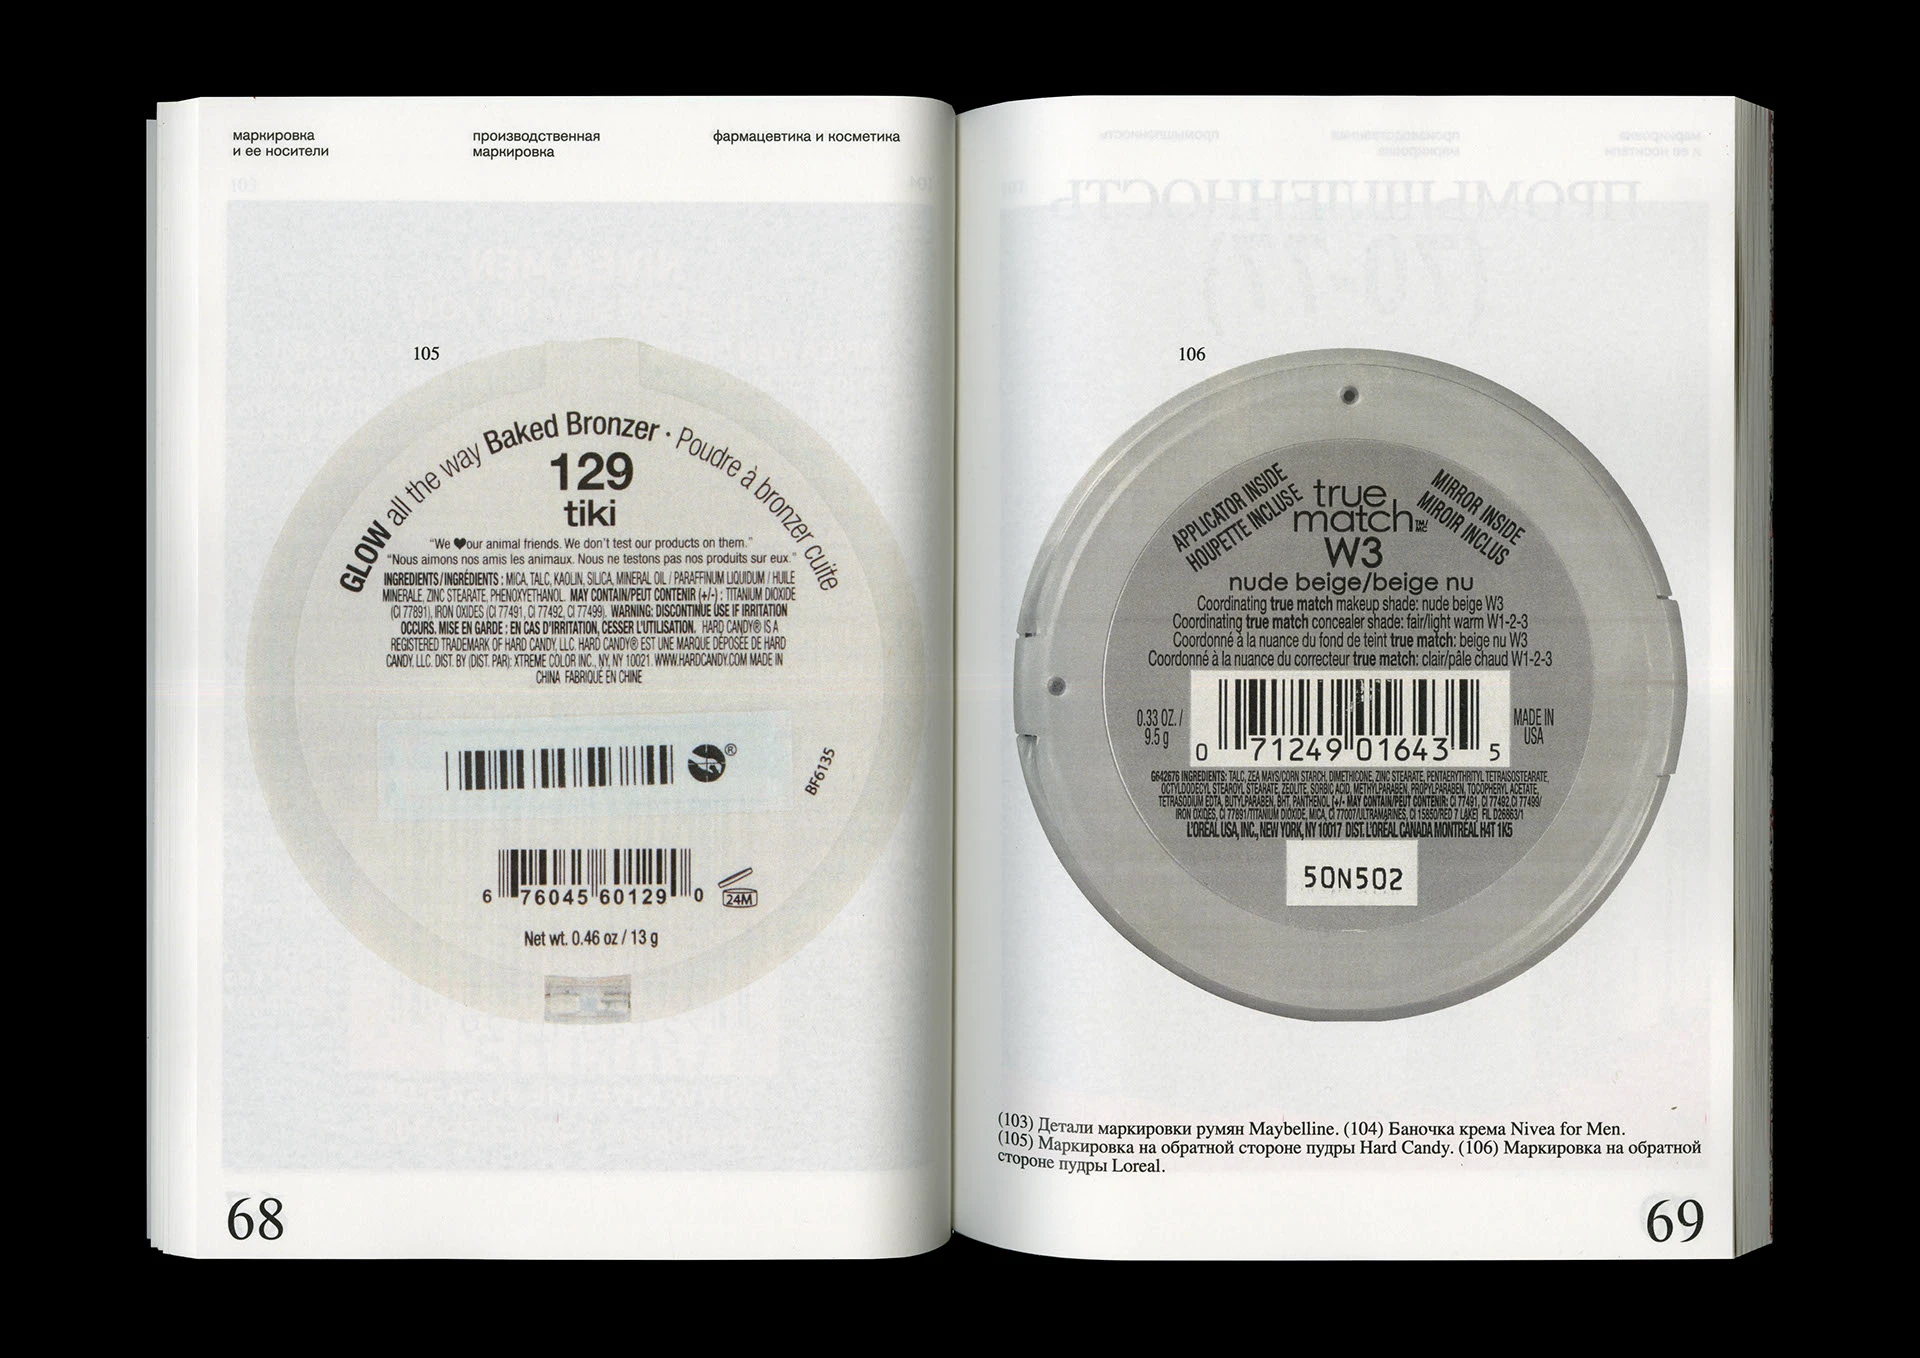 маркировка
и ее носители
производственная
маркировка
фармацевтика и косметика
105
GLOW all the way Baked Bronzer · Poudre à bronzer cuite
129
tiki
“We ❤our animal friends. We don’t test our products on them.”
“Nous aimons nos amis les animaux. Nous ne testons pas nos produits sur eux.”
INGREDIENTS/INGRÉDIENTS : MICA, TALC, KAOLIN, SILICA, MINERAL OIL / PARAFFINUM LIQUIDUM / HUILE
MINERALE, ZINC STEARATE, PHENOXYETHANOL. MAY CONTAIN/PEUT CONTENIR (+/-) : TITANIUM DIOXIDE
(CI 77891), IRON OXIDES (CI 77491, CI 77492, CI 77499). WARNING: DISCONTINUE USE IF IRRITATION
OCCURS. MISE EN GARDE : EN CAS D’IRRITATION, CESSER L’UTILISATION. HARD CANDY® IS A
REGISTERED TRADEMARK OF HARD CANDY, LLC. HARD CANDY® EST UNE MARQUE DÉPOSÉE DE HARD
CANDY, LLC. DIST. BY (DIST. PAR): XTREME COLOR INC., NY, NY 10021. WWW.HARDCANDY.COM MADE IN
CHINA FABRIQUÉ EN CHINE
®
BF6135
6 76045 60129 0
24M
Net wt. 0.46 oz / 13 g
68
106
APPLICATOR INSIDE
HOUPETTE INCLUSE
true
match TM/MC
MIRROR INSIDE
MIROIR INCLUS
W3
nude beige/beige nu
Coordinating true match makeup shade: nude beige W3
Coordinating true match concealer shade: fair/light warm W1-2-3
Coordonné à la nuance du fond de teint true match: beige nu W3
Coordonné à la nuance du correcteur true match: clair/pâle chaud W1-2-3
0.33 OZ. /
9.5 g
0 71249 01643 5
MADE IN
USA
G642676 INGREDIENTS: TALC, ZEA MAYS/CORN STARCH, DIMETHICONE, ZINC STEARATE, PENTAERYTHRITYL TETRAISOSTEARATE,
OCTYLDODECYL STEAROYL STEARATE, ZEOLITE, SORBIC ACID, METHYLPARABEN, PROPYLPARABEN, TOCOPHERYL ACETATE,
TETRASODIUM EDTA, BUTYLPARABEN, BHT, PANTHENOL (+/- MAY CONTAIN/PEUT CONTENIR: CI 77491, CI 77492, CI 77499/
IRON OXIDES, CI 77891/TITANIUM DIOXIDE, MICA, CI 77007/ULTRAMARINES, CI 15850/RED 7 LAKE) FIL D26863/1
L’ORÉAL USA, INC., NEW YORK, NY 10017 DIST. L’ORÉAL CANADA MONTRÉAL H4T 1K5
50N502
(103) Детали маркировки румян Maybelline. (104) Баночка крема Nivea for Men.
(105) Маркировка на обратной стороне пудры Hard Candy. (106) Маркировка на обратной
стороне пудры Loreal.
69